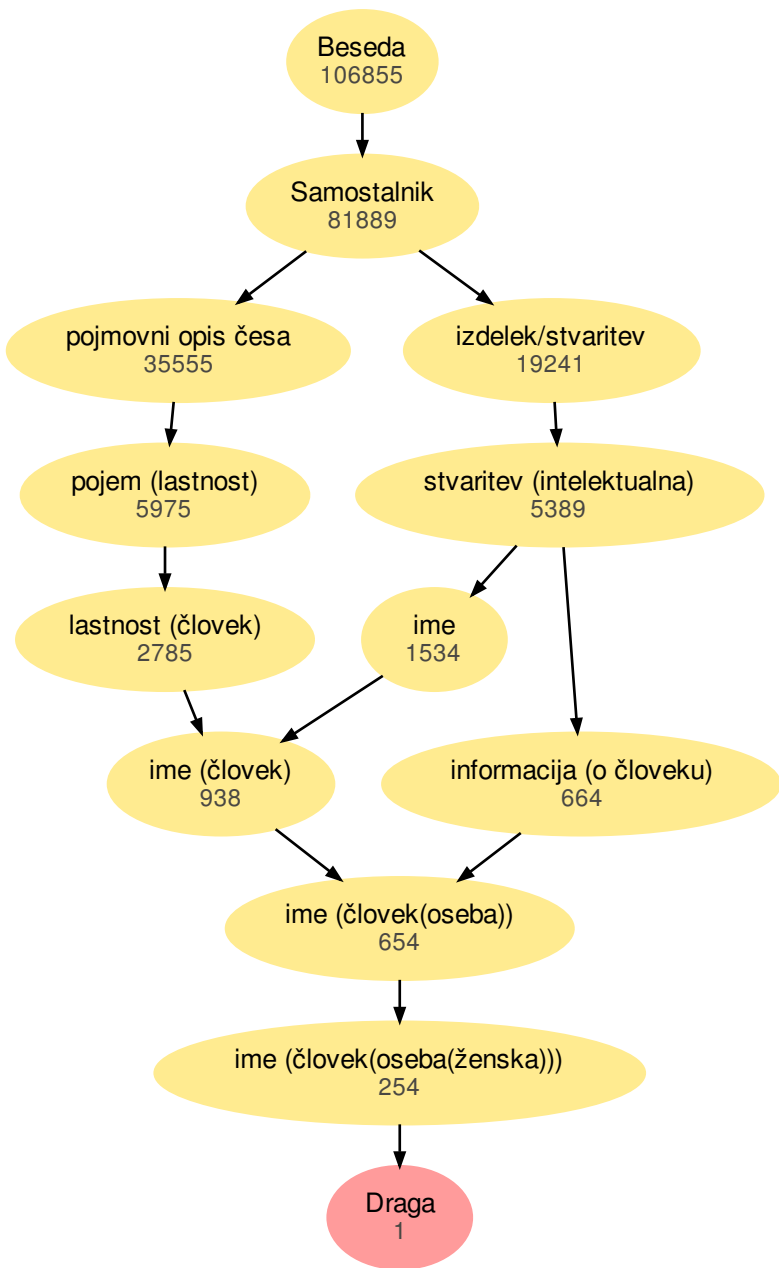 Beseda
106855
Samostalnik
81889
pojmovni opis česa
35555
izdelek/stvaritev
19241
pojem (lastnost)
5975
stvaritev (intelektualna)
5389
lastnost (človek)
2785
ime
1534
ime (človek)
938
informacija (o človeku)
664
ime (človek(oseba))
654
ime (človek(oseba(ženska)))
254
Draga
1